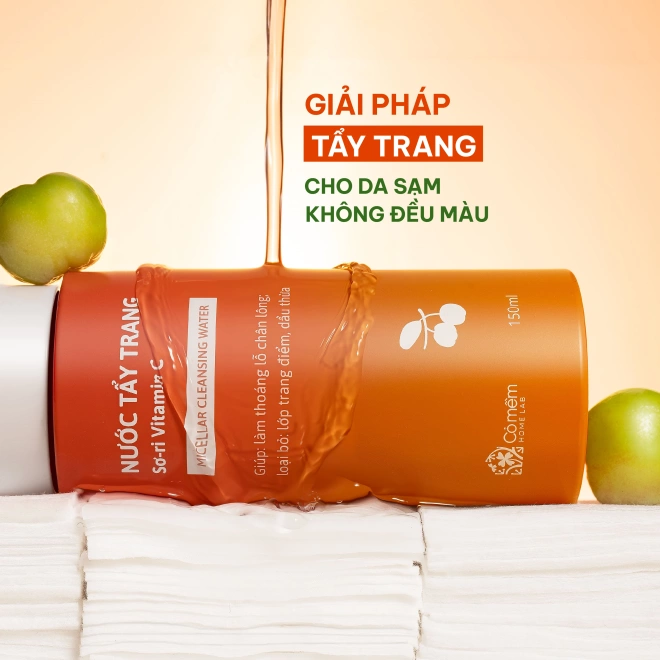 GIẢI PHÁP
TẨY TRANG
CHO DA SẠM
KHÔNG ĐỀU MÀU
NƯỚC TẨY TRANG
Sơ-ri Vitamin C
MICELLAR CLEANSING WATER
Giúp: làm thoáng lỗ chân lông;
loại bỏ: lớp trang điểm, dầu thừa
150ml
Cỏ mềm
HOME LAB